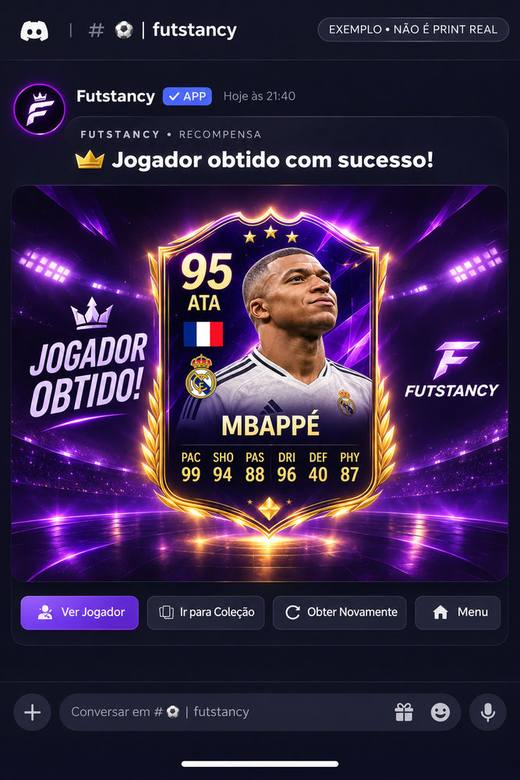 # ⚽ | futstancy
EXEMPLO • NÃO É PRINT REAL
Futstancy ✓ APP Hoje às 21:40
FUTSTANCY • RECOMPENSA
👑 Jogador obtido com sucesso!
95
ATA
JOGADOR
OBTIDO!
FUTSTANCY
MBAPPÉ
PAC SHO PAS DRI DEF PHY
99 94 88 96 40 87
Ver Jogador
Ir para Coleção
Obter Novamente
Menu
Conversar em # ⚽ | futstancy